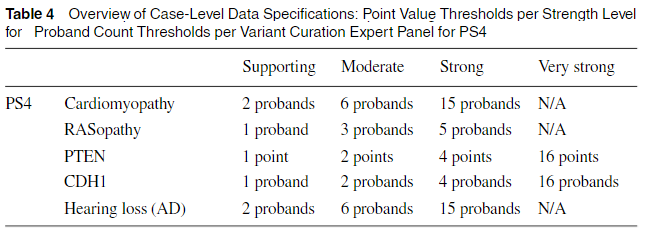 Table 4 Overview of Case-Level Data Specifications: Point Value Thresholds per Strength Level
for Proband Count Thresholds per Variant Curation Expert Panel for PS4
Supporting Moderate Strong Very strong
PS4 Cardiomyopathy 2 probands 6 probands 15 probands N/A
RASopathy 1 proband 3 probands 5 probands N/A
PTEN 1 point 2 points 4 points 16 points
CDH1 1 proband 2 probands 4 probands 16 probands
Hearing loss (AD) 2 probands 6 probands 15 probands N/A